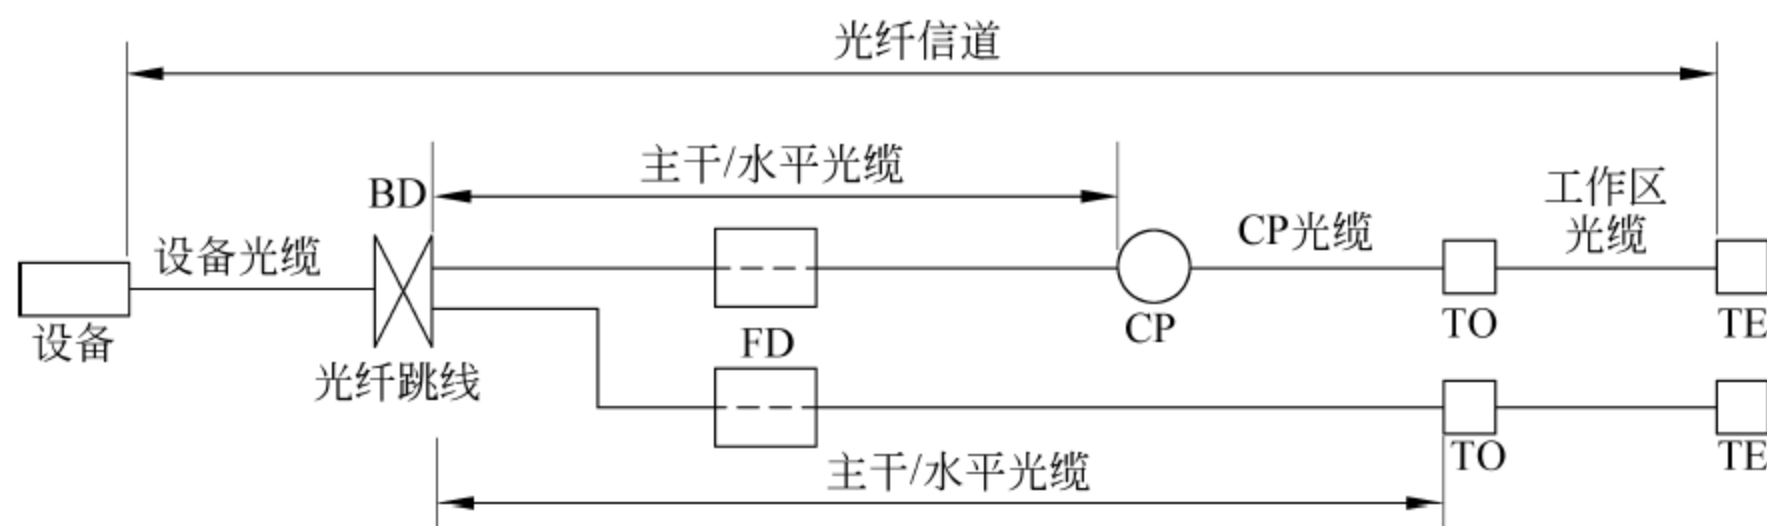 光纤信道
主干/水平光缆
BD
工作区
光缆
CP光缆
设备光缆
设备
CP
TO
TE
FD
光纤跳线
TO
TE
主干/水平光缆